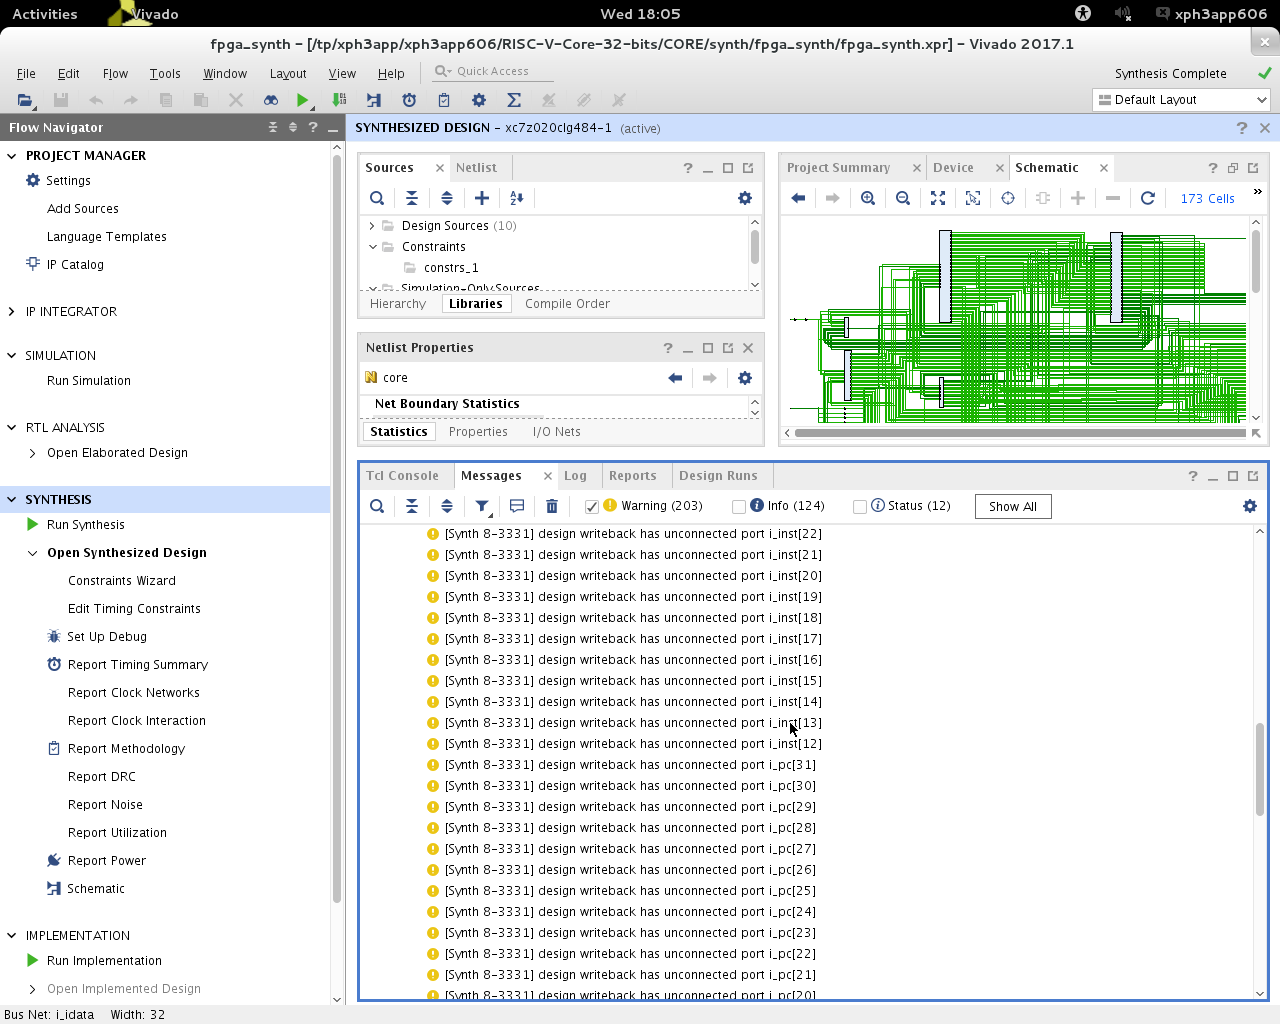 Activities Vivado Wed 18:05 xph3app606
fpga_synth – [/tp/xph3app/xph3app606/RISC-V-Core-32-bits/CORE/synth/fpga_synth/fpga_synth.xpr] – Vivado 2017.1
File Edit Flow Tools Window Layout View Help Quick Access Synthesis Complete
Default Layout
Flow Navigator
PROJECT MANAGER
Settings
Add Sources
Language Templates
IP Catalog
IP INTEGRATOR
SIMULATION
Run Simulation
RTL ANALYSIS
Open Elaborated Design
SYNTHESIS
Run Synthesis
Open Synthesized Design
Constraints Wizard
Edit Timing Constraints
Set Up Debug
Report Timing Summary
Report Clock Networks
Report Clock Interaction
Report Methodology
Report DRC
Report Noise
Report Utilization
Report Power
Schematic
IMPLEMENTATION
Run Implementation
Open Implemented Design
SYNTHESIZED DESIGN – xc7z020clg484-1 (active)
Sources Netlist
Design Sources (10)
Constraints
constrs_1
Simulation-Only Sources
Hierarchy Libraries Compile Order
Netlist Properties
core
Net Boundary Statistics
Statistics Properties I/O Nets
Project Summary Device Schematic
173 Cells
Tcl Console Messages Log Reports Design Runs
Warning (203) Info (124) Status (12) Show All
[Synth 8-3331] design writeback has unconnected port i_inst[22]
[Synth 8-3331] design writeback has unconnected port i_inst[21]
[Synth 8-3331] design writeback has unconnected port i_inst[20]
[Synth 8-3331] design writeback has unconnected port i_inst[19]
[Synth 8-3331] design writeback has unconnected port i_inst[18]
[Synth 8-3331] design writeback has unconnected port i_inst[17]
[Synth 8-3331] design writeback has unconnected port i_inst[16]
[Synth 8-3331] design writeback has unconnected port i_inst[15]
[Synth 8-3331] design writeback has unconnected port i_inst[14]
[Synth 8-3331] design writeback has unconnected port i_inst[13]
[Synth 8-3331] design writeback has unconnected port i_inst[12]
[Synth 8-3331] design writeback has unconnected port i_pc[31]
[Synth 8-3331] design writeback has unconnected port i_pc[30]
[Synth 8-3331] design writeback has unconnected port i_pc[29]
[Synth 8-3331] design writeback has unconnected port i_pc[28]
[Synth 8-3331] design writeback has unconnected port i_pc[27]
[Synth 8-3331] design writeback has unconnected port i_pc[26]
[Synth 8-3331] design writeback has unconnected port i_pc[25]
[Synth 8-3331] design writeback has unconnected port i_pc[24]
[Synth 8-3331] design writeback has unconnected port i_pc[23]
[Synth 8-3331] design writeback has unconnected port i_pc[22]
[Synth 8-3331] design writeback has unconnected port i_pc[21]
[Synth 8-3331] design writeback has unconnected port i_pc[20]
Bus Net: i_idata Width: 32